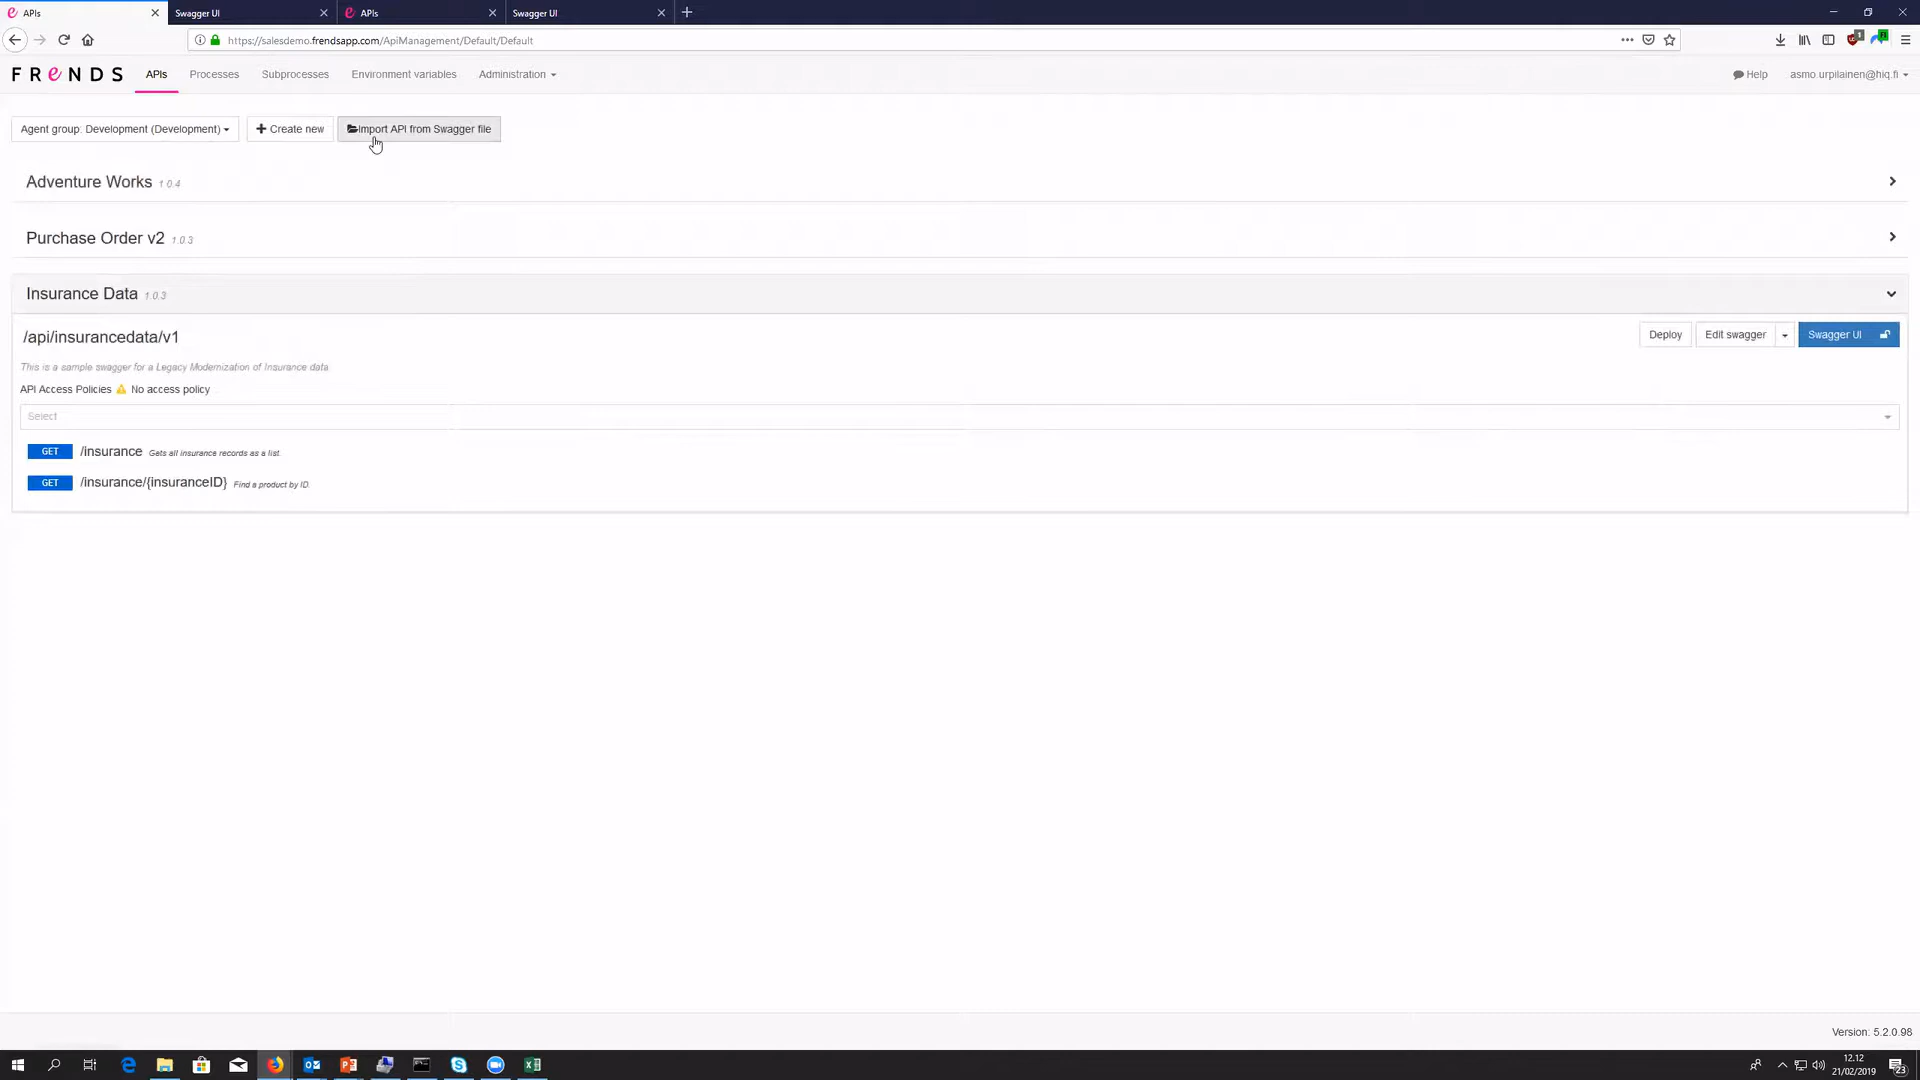 APIs
Swagger UI
APIs
Swagger UI
https://salesdemo.frendsapp.com/ApiManagement/Default/Default
FReNDS
APIs
Processes
Subprocesses
Environment variables
Administration
Help
asmo.urpilainen@hiq.fi
Agent group: Development (Development)
Create new
Import API from Swagger file
Adventure Works 1.0.4
Purchase Order v2 1.0.3
Insurance Data 1.0.3
/api/insurancedata/v1
Deploy
Edit swagger
Swagger UI
This is a sample swagger for a Legacy Modernization of Insurance data.
API Access Policies No access policy
Select
GET /insurance Gets all insurance records as a list.
GET /insurance/{insuranceID} Find a product by ID.
Version: 5.2.0.98
12.12
21/02/2019
23